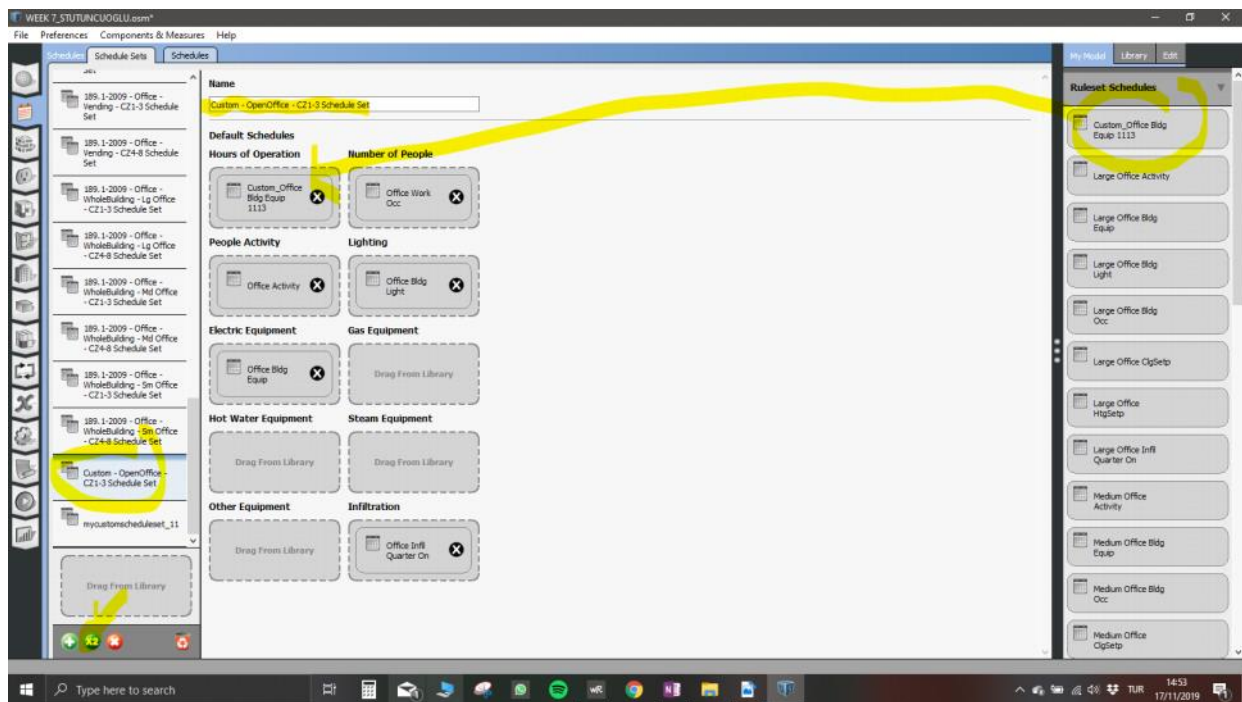 WEEK 7_STUTUNCUOGLU.osm*
File Preferences Components & Measures Help
Schedules Schedule Sets Schedules
Set
189.1-2009 - Office -
Vending - CZ1-3 Schedule
Set
189.1-2009 - Office -
Vending - CZ4-8 Schedule
Set
189.1-2009 - Office -
WholeBuilding - Lg Office
- CZ1-3 Schedule Set
189.1-2009 - Office -
WholeBuilding - Lg Office
- CZ4-8 Schedule Set
189.1-2009 - Office -
WholeBuilding - Md Office
- CZ1-3 Schedule Set
189.1-2009 - Office -
WholeBuilding - Md Office
- CZ4-8 Schedule Set
189.1-2009 - Office -
WholeBuilding - Sm Office
- CZ1-3 Schedule Set
189.1-2009 - Office -
WholeBuilding - Sm Office
- CZ4-8 Schedule Set
Custom - OpenOffice -
CZ1-3 Schedule Set
mycustomscheduleset_11
Drag From Library
x2
Name
Custom - OpenOffice - CZ1-3 Schedule Set
Default Schedules
Hours of Operation Number of People
Custom_Office
Bldg Equip
1113
Office Work
Occ
People Activity Lighting
Office Activity
Office Bldg
Light
Electric Equipment Gas Equipment
Office Bldg
Equip
Drag From Library
Hot Water Equipment Steam Equipment
Drag From Library Drag From Library
Other Equipment Infiltration
Drag From Library
Office Infil
Quarter On
My Model Library Edit
Ruleset Schedules
Custom_Office Bldg
Equip 1113
Large Office Activity
Large Office Bldg
Equip
Large Office Bldg
Light
Large Office Bldg
Occ
Large Office ClgSetp
Large Office
HtgSetp
Large Office Infil
Quarter On
Medium Office
Activity
Medium Office Bldg
Equip
Medium Office Bldg
Occ
Medium Office
ClgSetp
Type here to search
WR
TUR
14:53
17/11/2019